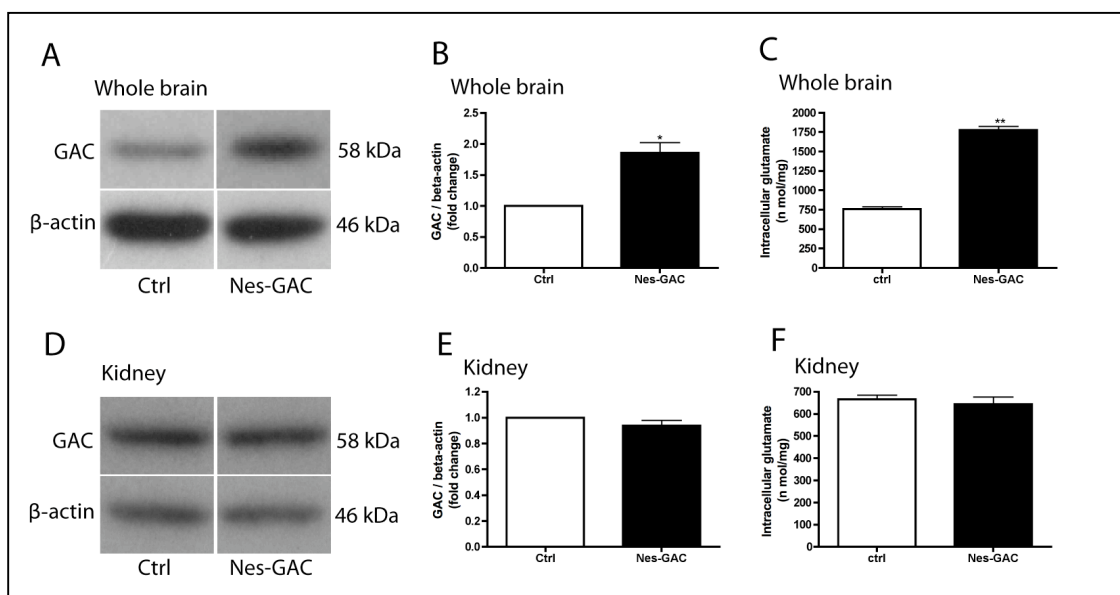 A
Whole brain
GAC
58 kDa
β-actin
46 kDa
Ctrl
Nes-GAC
B
Whole brain
GAC / beta-actin
(fold change)
2.5
2.0
1.5
1.0
0.5
0.0
*
Ctrl
Nes-GAC
C
Whole brain
Intracellular glutamate
(n mol/mg)
2000
1750
1500
1250
1000
750
500
250
0
**
ctrl
Nes-GAC
D
Kidney
GAC
58 kDa
β-actin
46 kDa
Ctrl
Nes-GAC
E
Kidney
GAC / beta-actin
(fold change)
1.2
1.0
0.8
0.6
0.4
0.2
0.0
Ctrl
Nes-GAC
F
Kidney
Intracellular glutamate
(n mol/mg)
700
600
500
400
300
200
100
0
ctrl
Nes-GAC